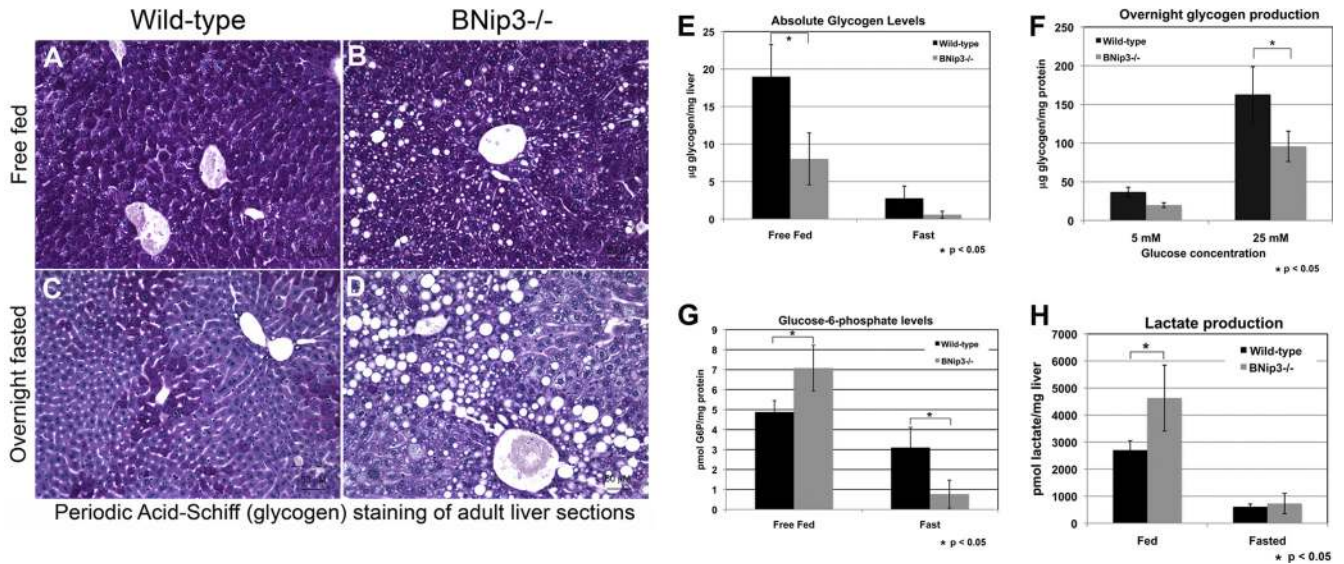 Wild-type
BNip3-/-
Free fed
Overnight fasted
A
B
C
D
50 µM
Periodic Acid-Schiff (glycogen) staining of adult liver sections
E
Absolute Glycogen Levels
µg glycogen/mg liver
25
20
15
10
5
0
*
Wild-type
BNip3-/-
Free Fed
Fast
* p < 0.05
F
Overnight glycogen production
µg glycogen/mg protein
250
200
150
100
50
0
Wild-type
BNip3-/-
*
5 mM
25 mM
Glucose concentration
* p < 0.05
G
Glucose-6-phosphate levels
pmol G6P/mg protein
9
8
7
6
5
4
3
2
1
0
*
Wild-type
BNip3-/-
*
Free Fed
Fast
* p < 0.05
H
Lactate production
pmol lactate/mg liver
7000
6000
5000
4000
3000
2000
1000
0
*
Wild-type
BNip3-/-
Fed
Fasted
* p < 0.05